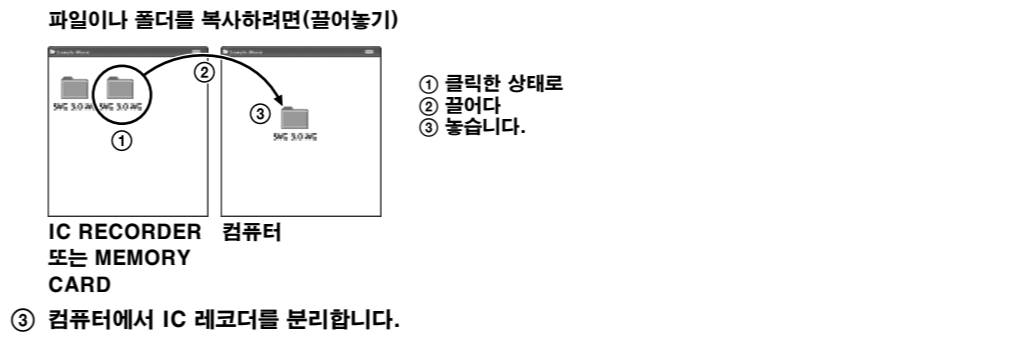 파일이나 폴더를 복사하려면(끌어놓기)
① 클릭한 상태로
② 끌어다
③ 놓습니다.
②
③
①
IC RECORDER
또는 MEMORY
CARD
컴퓨터
③ 컴퓨터에서 IC 레코더를 분리합니다.